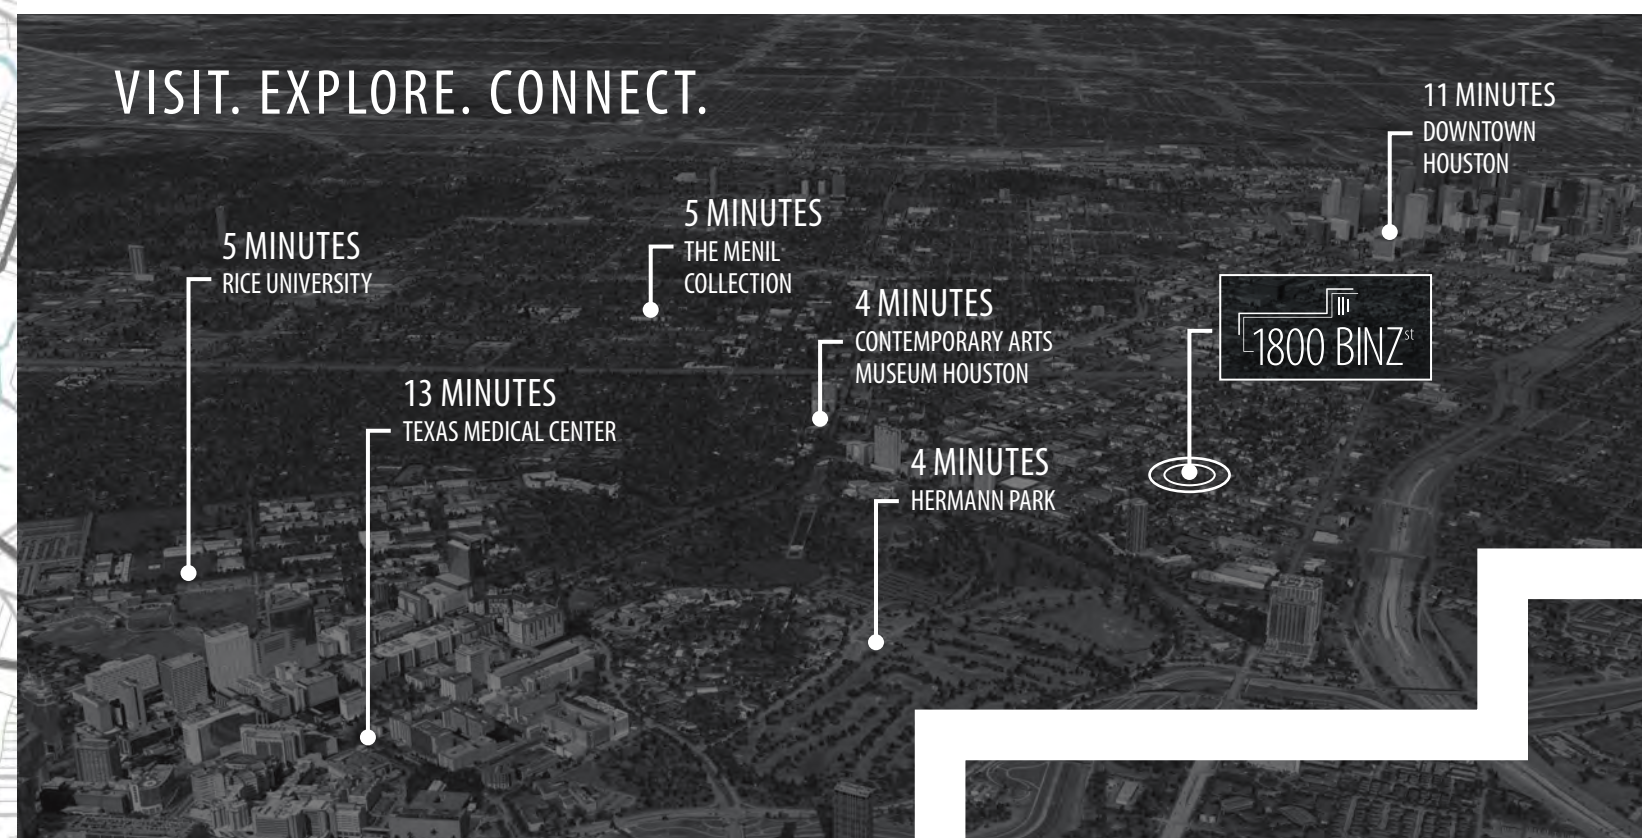 VISIT. EXPLORE. CONNECT.
11 MINUTES
DOWNTOWN
HOUSTON
5 MINUTES
THE MENIL
COLLECTION
5 MINUTES
RICE UNIVERSITY
4 MINUTES
CONTEMPORARY ARTS
MUSEUM HOUSTON
1800 BINZ st
13 MINUTES
TEXAS MEDICAL CENTER
4 MINUTES
HERMANN PARK